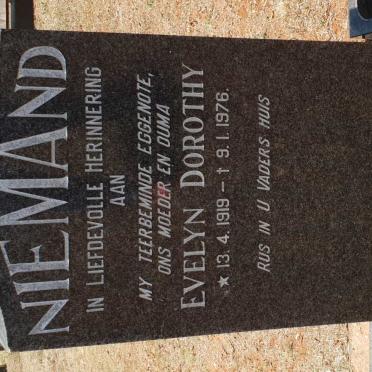 NIEMAND
IN LIEFDEVOLLE HERINNERING
AAN
MY TEERBEMINDE EGGENOTE,
ONS MOEDER EN OUMA
EVELYN DOROTHY
★ 13. 4. 1919 – † 9. 1. 1976.
RUS IN U VADERS HUIS